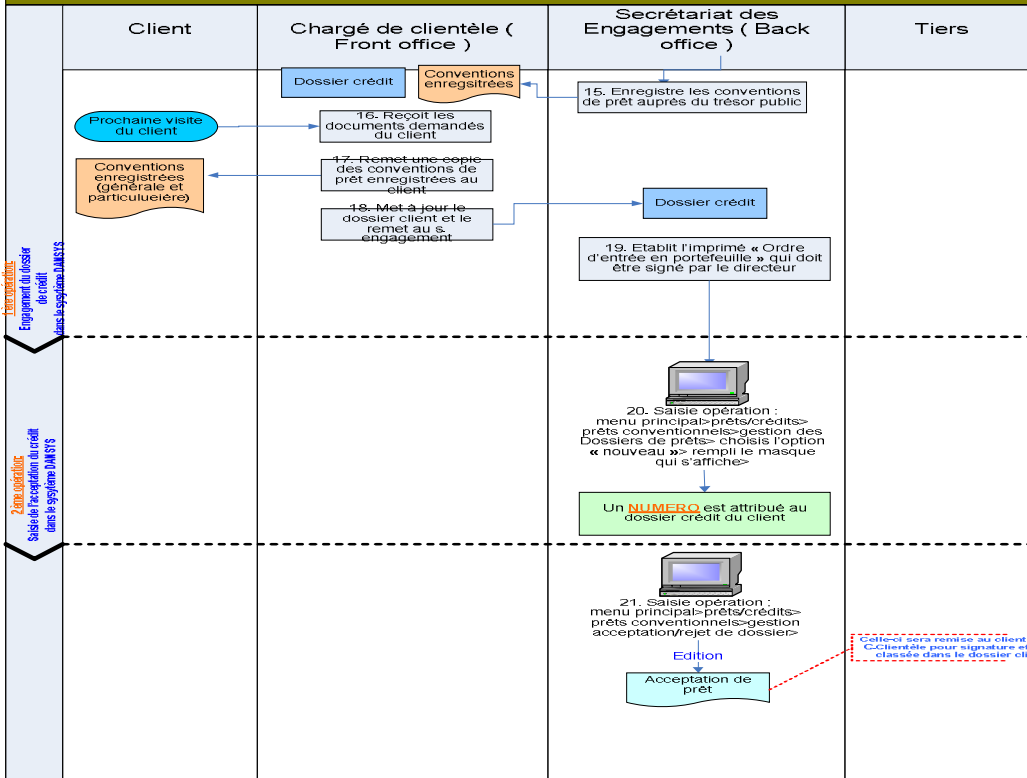 Client
Chargé de clientèle (
Front office )
Secrétariat des
Engagements ( Back
office )
Tiers
Dossier crédit
Conventions
enregsitrées
15. Enregistre les conventions
de prêt auprès du trésor public
Prochaine visite
du client
16. Reçoit les
documents demandés
du client
17. Remet une copie
des conventions de
prêt enregistrées au
client
Conventions
enregistrées
(générale et
particulueière)
18. Met à jour le
dossier client et le
remet au s.
engagement
Dossier crédit
19. Etablit l'imprimé « Ordre
d'entrée en portefeuille » qui doit
être signé par le directeur
1ère opération:
Engagement du dossier
de crédit
dans le sysytème DAMSYS
20. Saisie opération :
menu principal>prêts/crédits>
prêts conventionnels>gestion des
Dossiers de prêts> choisis l'option
« nouveau »> rempli le masque
qui s'affiche>
Un NUMERO est attribué au
dossier crédit du client
2ème opération:
Saisie de l'acceptation du crédit
dans le sysytème DAMSYS
21. Saisie opération :
menu principal>prêts/crédits>
prêts conventionnels>gestion
acceptation/rejet de dossier>
Edition
Acceptation de
prêt
Celle-ci sera remise au client
C-Clientèle pour signature et
classée dans le dossier cli